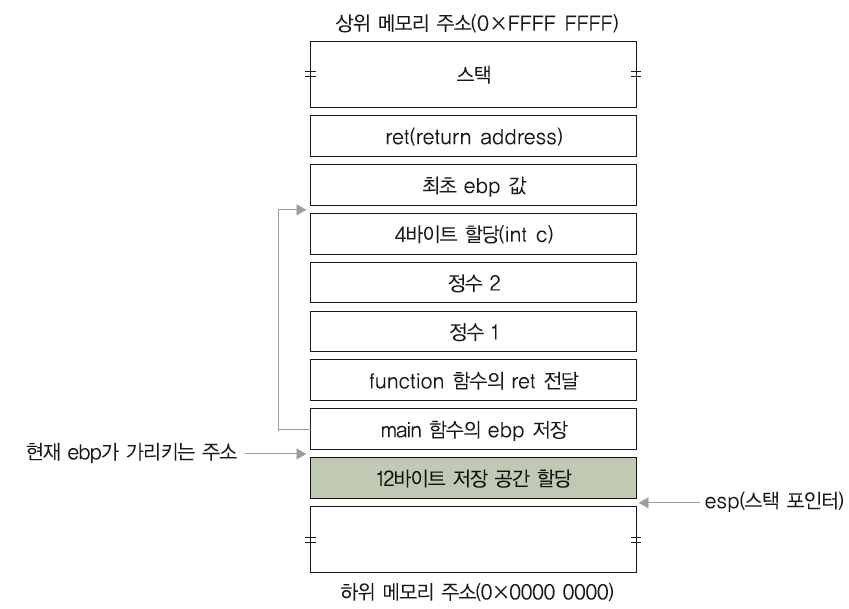 상위 메모리 주소(0×FFFF FFFF)
스택
ret(return address)
최초 ebp 값
4바이트 할당(int c)
정수 2
정수 1
function 함수의 ret 전달
main 함수의 ebp 저장
현재 ebp가 가리키는 주소
12바이트 저장 공간 할당
esp(스택 포인터)
하위 메모리 주소(0×0000 0000)